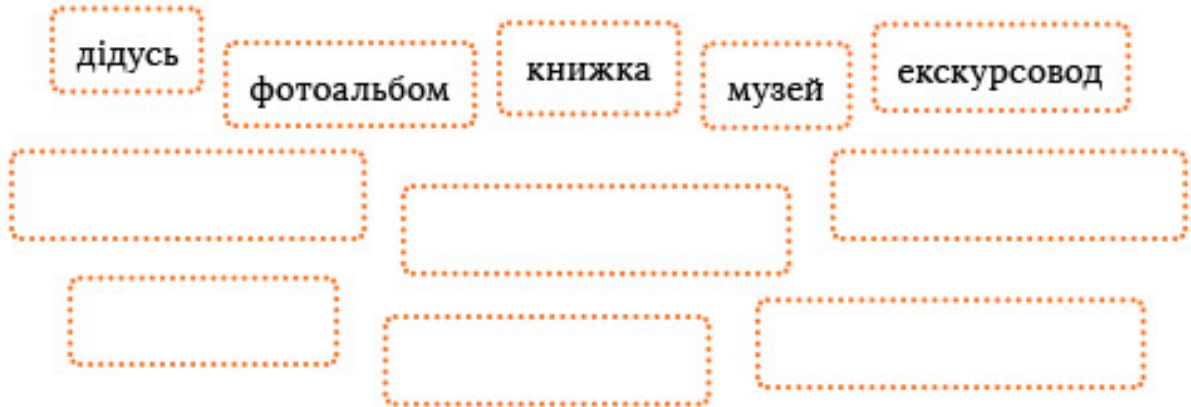 дідусь
фотоальбом
книжка
музей
екскурсовод